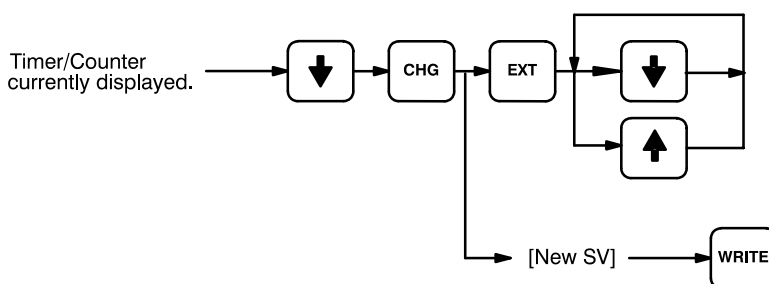 Timer/Counter
currently displayed.
CHG
EXT
[New SV]
WRITE